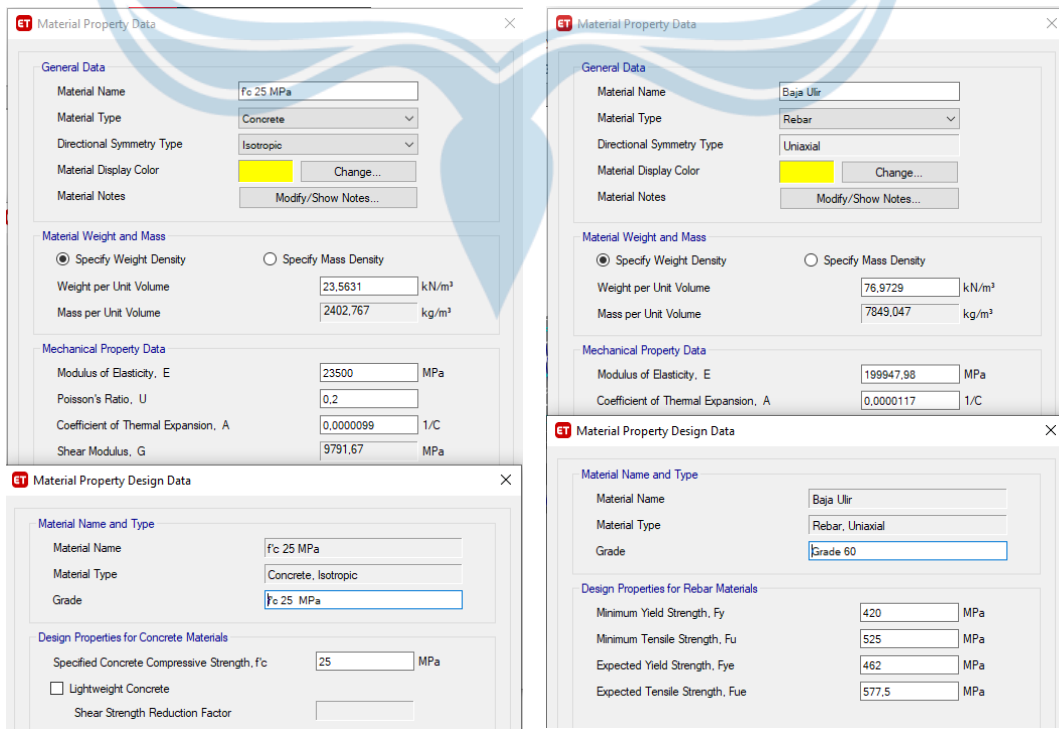 ET Material Property Data
General Data
Material Name f'c 25 MPa
Material Type Concrete
Directional Symmetry Type Isotropic
Material Display Color Change...
Material Notes Modify/Show Notes...
Material Weight and Mass
Specify Weight Density Specify Mass Density
Weight per Unit Volume 23,5631 kN/m³
Mass per Unit Volume 2402,767 kg/m³
Mechanical Property Data
Modulus of Elasticity, E 23500 MPa
Poisson's Ratio, U 0,2
Coefficient of Thermal Expansion, A 0,0000099 1/C
Shear Modulus, G 9791,67 MPa
ET Material Property Design Data
Material Name and Type
Material Name f'c 25 MPa
Material Type Concrete, Isotropic
Grade f'c 25 MPa
Design Properties for Concrete Materials
Specified Concrete Compressive Strength, f'c 25 MPa
Lightweight Concrete
Shear Strength Reduction Factor
ET Material Property Data
General Data
Material Name Baja Ulir
Material Type Rebar
Directional Symmetry Type Uniaxial
Material Display Color Change...
Material Notes Modify/Show Notes...
Material Weight and Mass
Specify Weight Density Specify Mass Density
Weight per Unit Volume 76,9729 kN/m³
Mass per Unit Volume 7849,047 kg/m³
Mechanical Property Data
Modulus of Elasticity, E 199947,98 MPa
Coefficient of Thermal Expansion, A 0,0000117 1/C
ET Material Property Design Data
Material Name and Type
Material Name Baja Ulir
Material Type Rebar, Uniaxial
Grade Grade 60
Design Properties for Rebar Materials
Minimum Yield Strength, Fy 420 MPa
Minimum Tensile Strength, Fu 525 MPa
Expected Yield Strength, Fye 462 MPa
Expected Tensile Strength, Fue 577,5 MPa